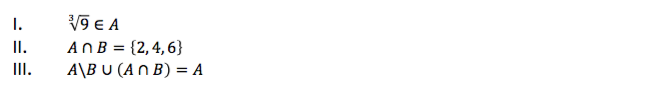 I. ∛9 ∈ A
II. A ∩ B = {2, 4, 6}
III. A\B ∪ (A ∩ B) = A